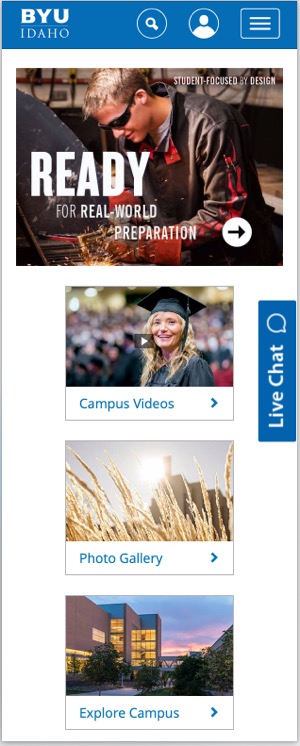 BYU
IDAHO
STUDENT-FOCUSED BY DESIGN
READY
FOR REAL-WORLD
PREPARATION
Live Chat
Campus Videos
Photo Gallery
Explore Campus